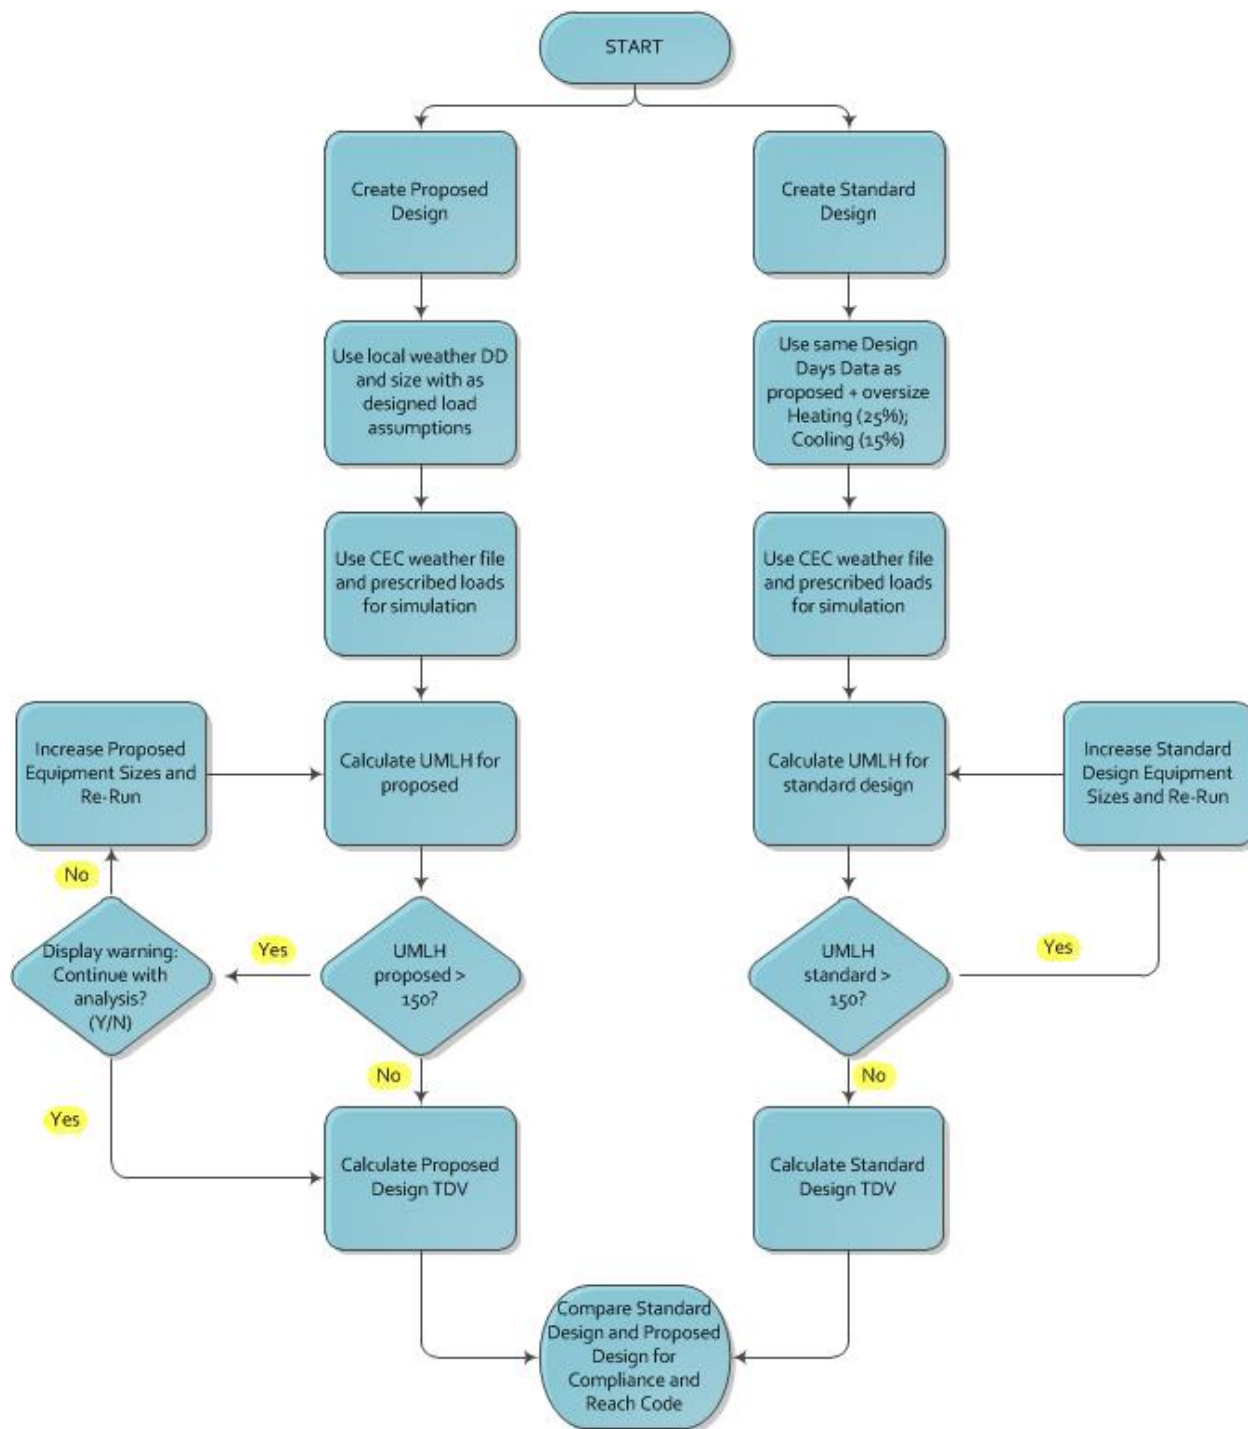 START
Create Proposed
Design
Create Standard
Design
Use local weather DD
and size with as
designed load
assumptions
Use same Design
Days Data as
proposed + oversize
Heating (25%);
Cooling (15%)
Use CEC weather file
and prescribed loads
for simulation
Use CEC weather file
and prescribed loads
for simulation
Increase Proposed
Equipment Sizes and
Re-Run
Calculate UMLH for
proposed
Calculate UMLH for
standard design
Increase Standard
Design Equipment
Sizes and Re-Run
No
Display warning:
Continue with
analysis?
(Y/N)
Yes
UMLH
proposed >
150?
UMLH
standard >
150?
Yes
No
No
Yes
Calculate Proposed
Design TDV
Calculate Standard
Design TDV
Compare Standard
Design and Proposed
Design for
Compliance and
Reach Code